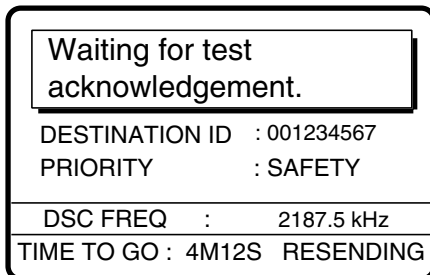 Waiting for test
acknowledgement.
DESTINATION ID : 001234567
PRIORITY : SAFETY
DSC FREQ : 2187.5 kHz
TIME TO GO : 4M12S RESENDING